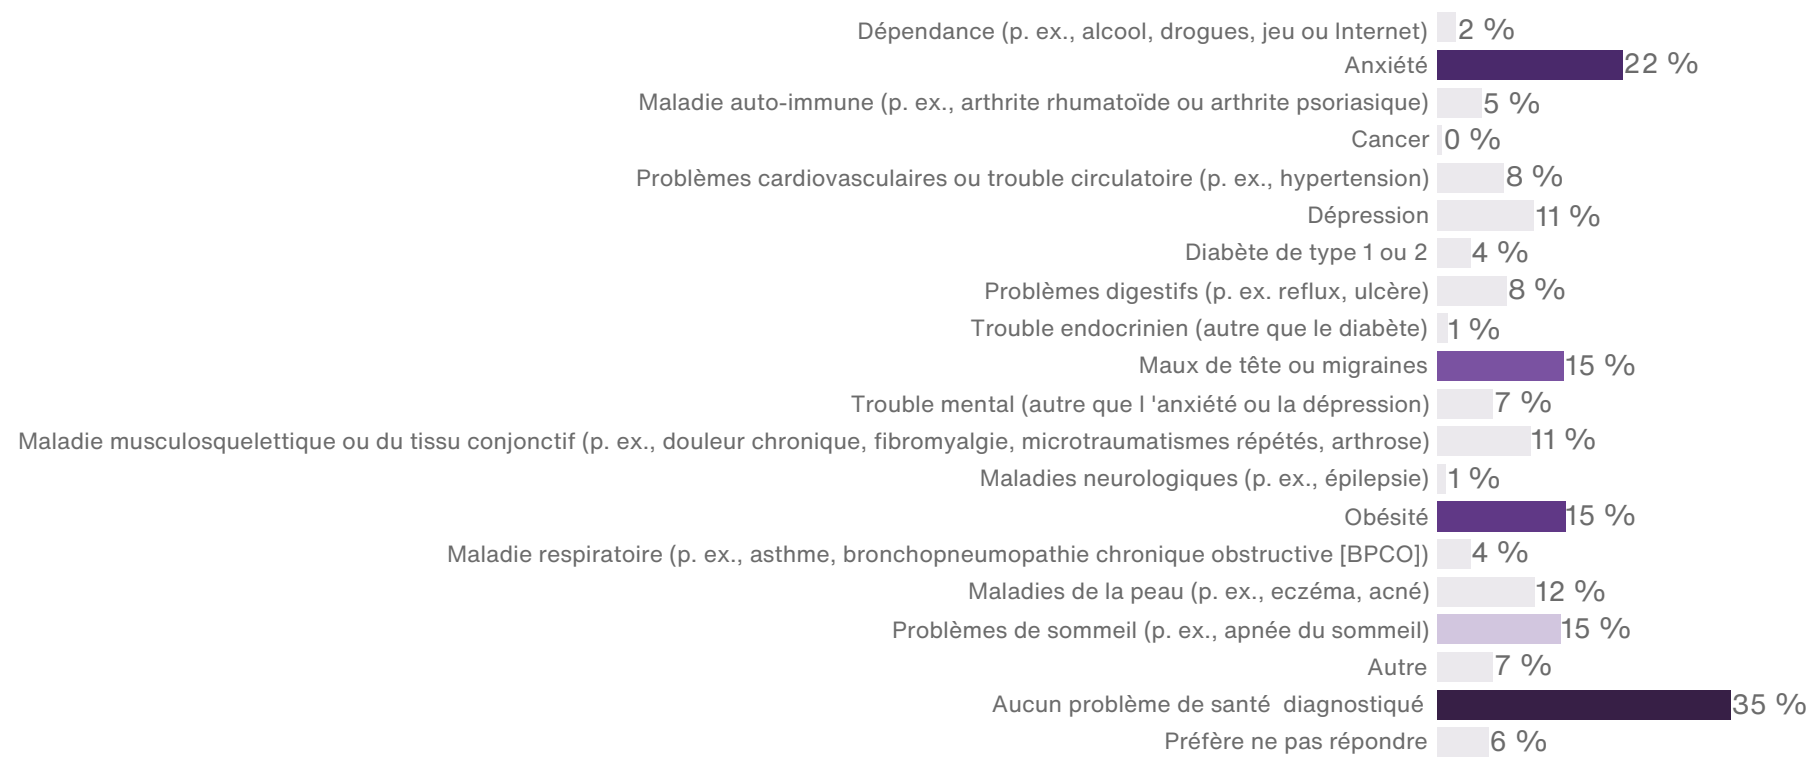 Dépendance (p. ex., alcool, drogues, jeu ou Internet) 2 %
Anxiété 22 %
Maladie auto-immune (p. ex., arthrite rhumatoïde ou arthrite psoriasique) 5 %
Cancer 0 %
Problèmes cardiovasculaires ou trouble circulatoire (p. ex., hypertension) 8 %
Dépression 11 %
Diabète de type 1 ou 2 4 %
Problèmes digestifs (p. ex. reflux, ulcère) 8 %
Trouble endocrinien (autre que le diabète) 1 %
Maux de tête ou migraines 15 %
Trouble mental (autre que l 'anxiété ou la dépression) 7 %
Maladie musculosquelettique ou du tissu conjonctif (p. ex., douleur chronique, fibromyalgie, microtraumatismes répétés, arthrose) 11 %
Maladies neurologiques (p. ex., épilepsie) 1 %
Obésité 15 %
Maladie respiratoire (p. ex., asthme, bronchopneumopathie chronique obstructive [BPCO]) 4 %
Maladies de la peau (p. ex., eczéma, acné) 12 %
Problèmes de sommeil (p. ex., apnée du sommeil) 15 %
Autre 7 %
Aucun problème de santé  diagnostiqué 35 %
Préfère ne pas répondre 6 %